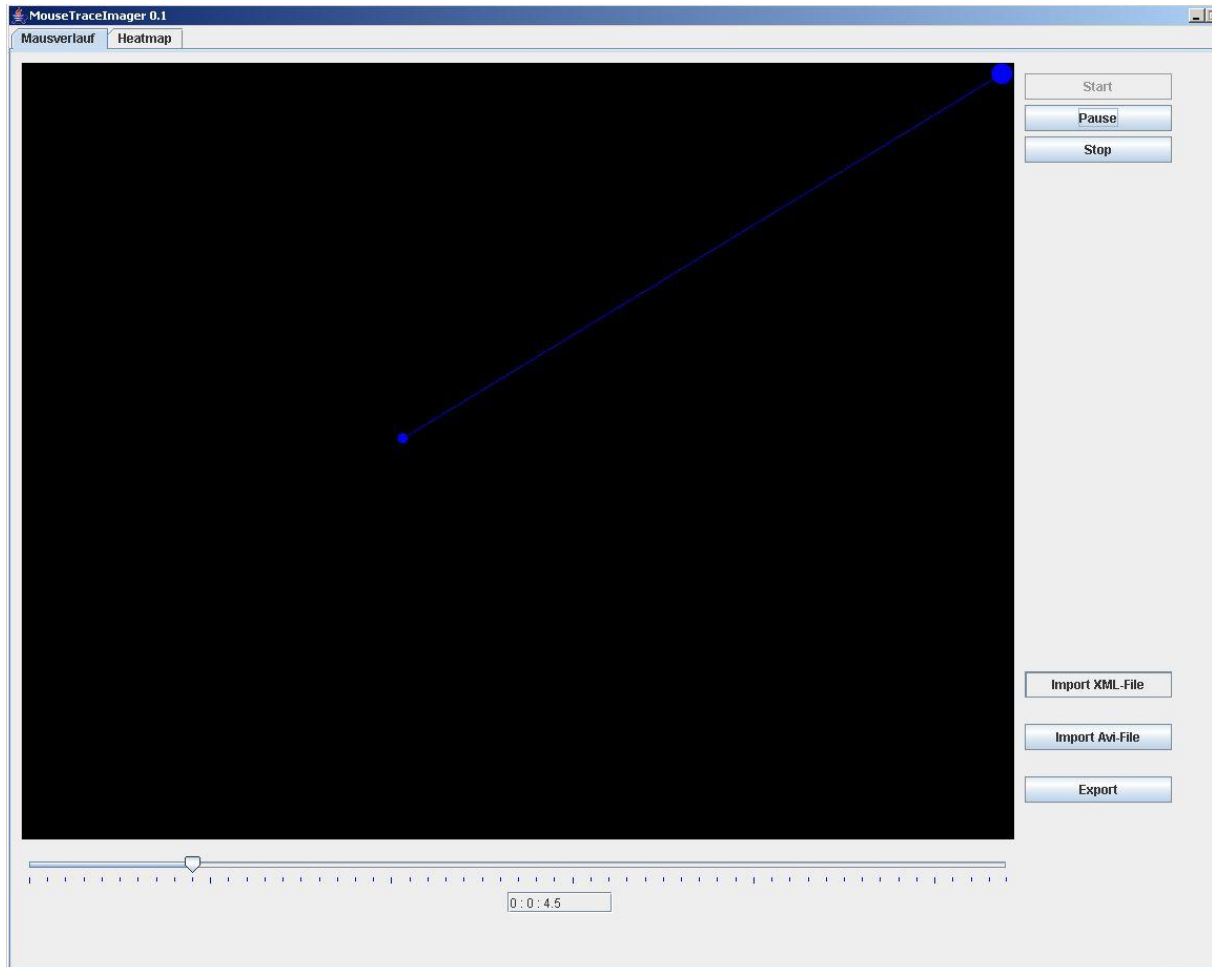 MouseTraceImager 0.1
Mausverlauf Heatmap
Start
Pause
Stop
Import XML-File
Import Avi-File
Export
0 : 0 : 4.5